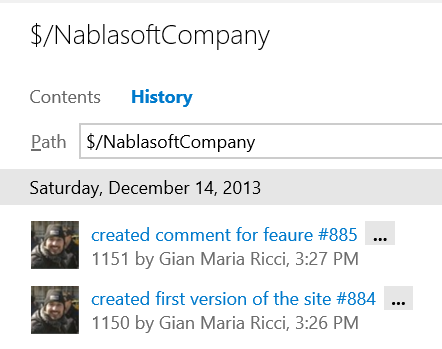 $/NablasoftCompany
Contents History
Path $/NablasoftCompany
Saturday, December 14, 2013
created comment for feaure #885 ...
1151 by Gian Maria Ricci, 3:27 PM
created first version of the site #884 ...
1150 by Gian Maria Ricci, 3:26 PM